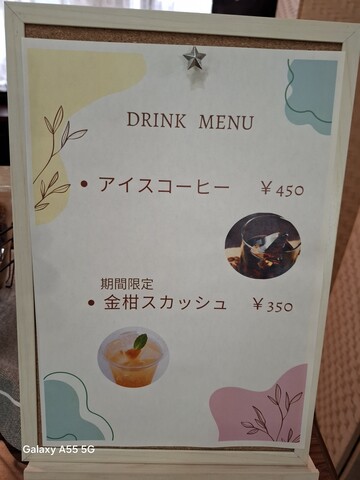 DRINK MENU
• アイスコーヒー ￥450
期間限定
• 金柑スカッシュ ￥350
Galaxy A55 5G